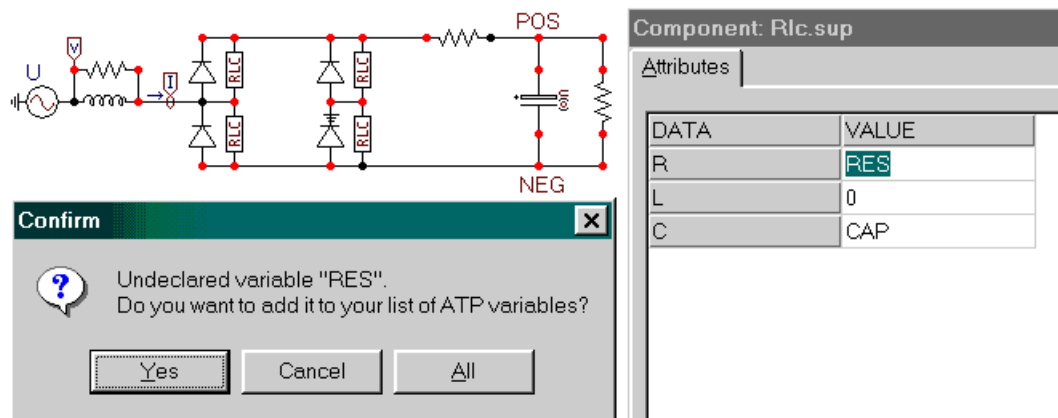 POS
U
V
I
RLC
RLC
RLC
RLC
NEG
Component: Rlc.sup
Attributes
DATA VALUE
R RES
L 0
C CAP
Confirm
Undeclared variable "RES".
Do you want to add it to your list of ATP variables?
Yes Cancel All